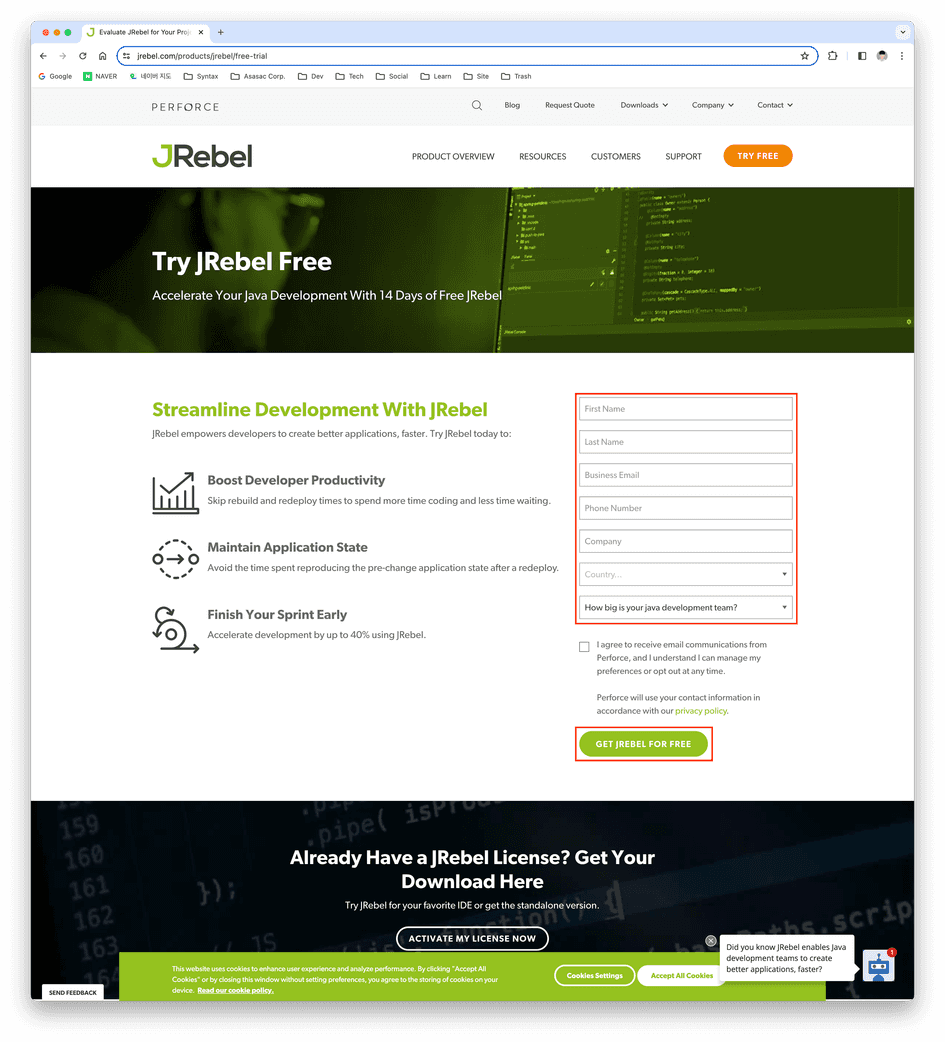 Evaluate JRebel for Your Proj
jrebel.com/products/jrebel/free-trial
Google NAVER 네이버 지도 Syntax Asasac Corp. Dev Tech Social Learn Site Trash
PERFORCE Blog Request Quote Downloads Company Contact
JRebel PRODUCT OVERVIEW RESOURCES CUSTOMERS SUPPORT TRY FREE
Try JRebel Free
Accelerate Your Java Development With 14 Days of Free JRebel
Streamline Development With JRebel
JRebel empowers developers to create better applications, faster. Try JRebel today to:
Boost Developer Productivity
Skip rebuild and redeploy times to spend more time coding and less time waiting.
Maintain Application State
Avoid the time spent reproducing the pre-change application state after a redeploy.
Finish Your Sprint Early
Accelerate development by up to 40% using JRebel.
First Name
Last Name
Business Email
Phone Number
Company
Country...
How big is your java development team?
I agree to receive email communications from
Perforce, and I understand I can manage my
preferences or opt out at any time.
Perforce will use your contact information in
accordance with our privacy policy.
GET JREBEL FOR FREE
159
160
161
162
163
.pipe( isProdu
});
// JS
function() {
Paths.scrip
Already Have a JRebel License? Get Your
Download Here
Try JRebel for your favorite IDE or get the standalone version.
ACTIVATE MY LICENSE NOW
Did you know JRebel enables Java
development teams to create
better applications, faster?
1
This website uses cookies to enhance user experience and analyze performance. By clicking "Accept All
Cookies" or by closing this window without setting preferences, you agree to the storing of cookies on your
device. Read our cookie policy.
Cookies Settings
Accept All Cookies
SEND FEEDBACK